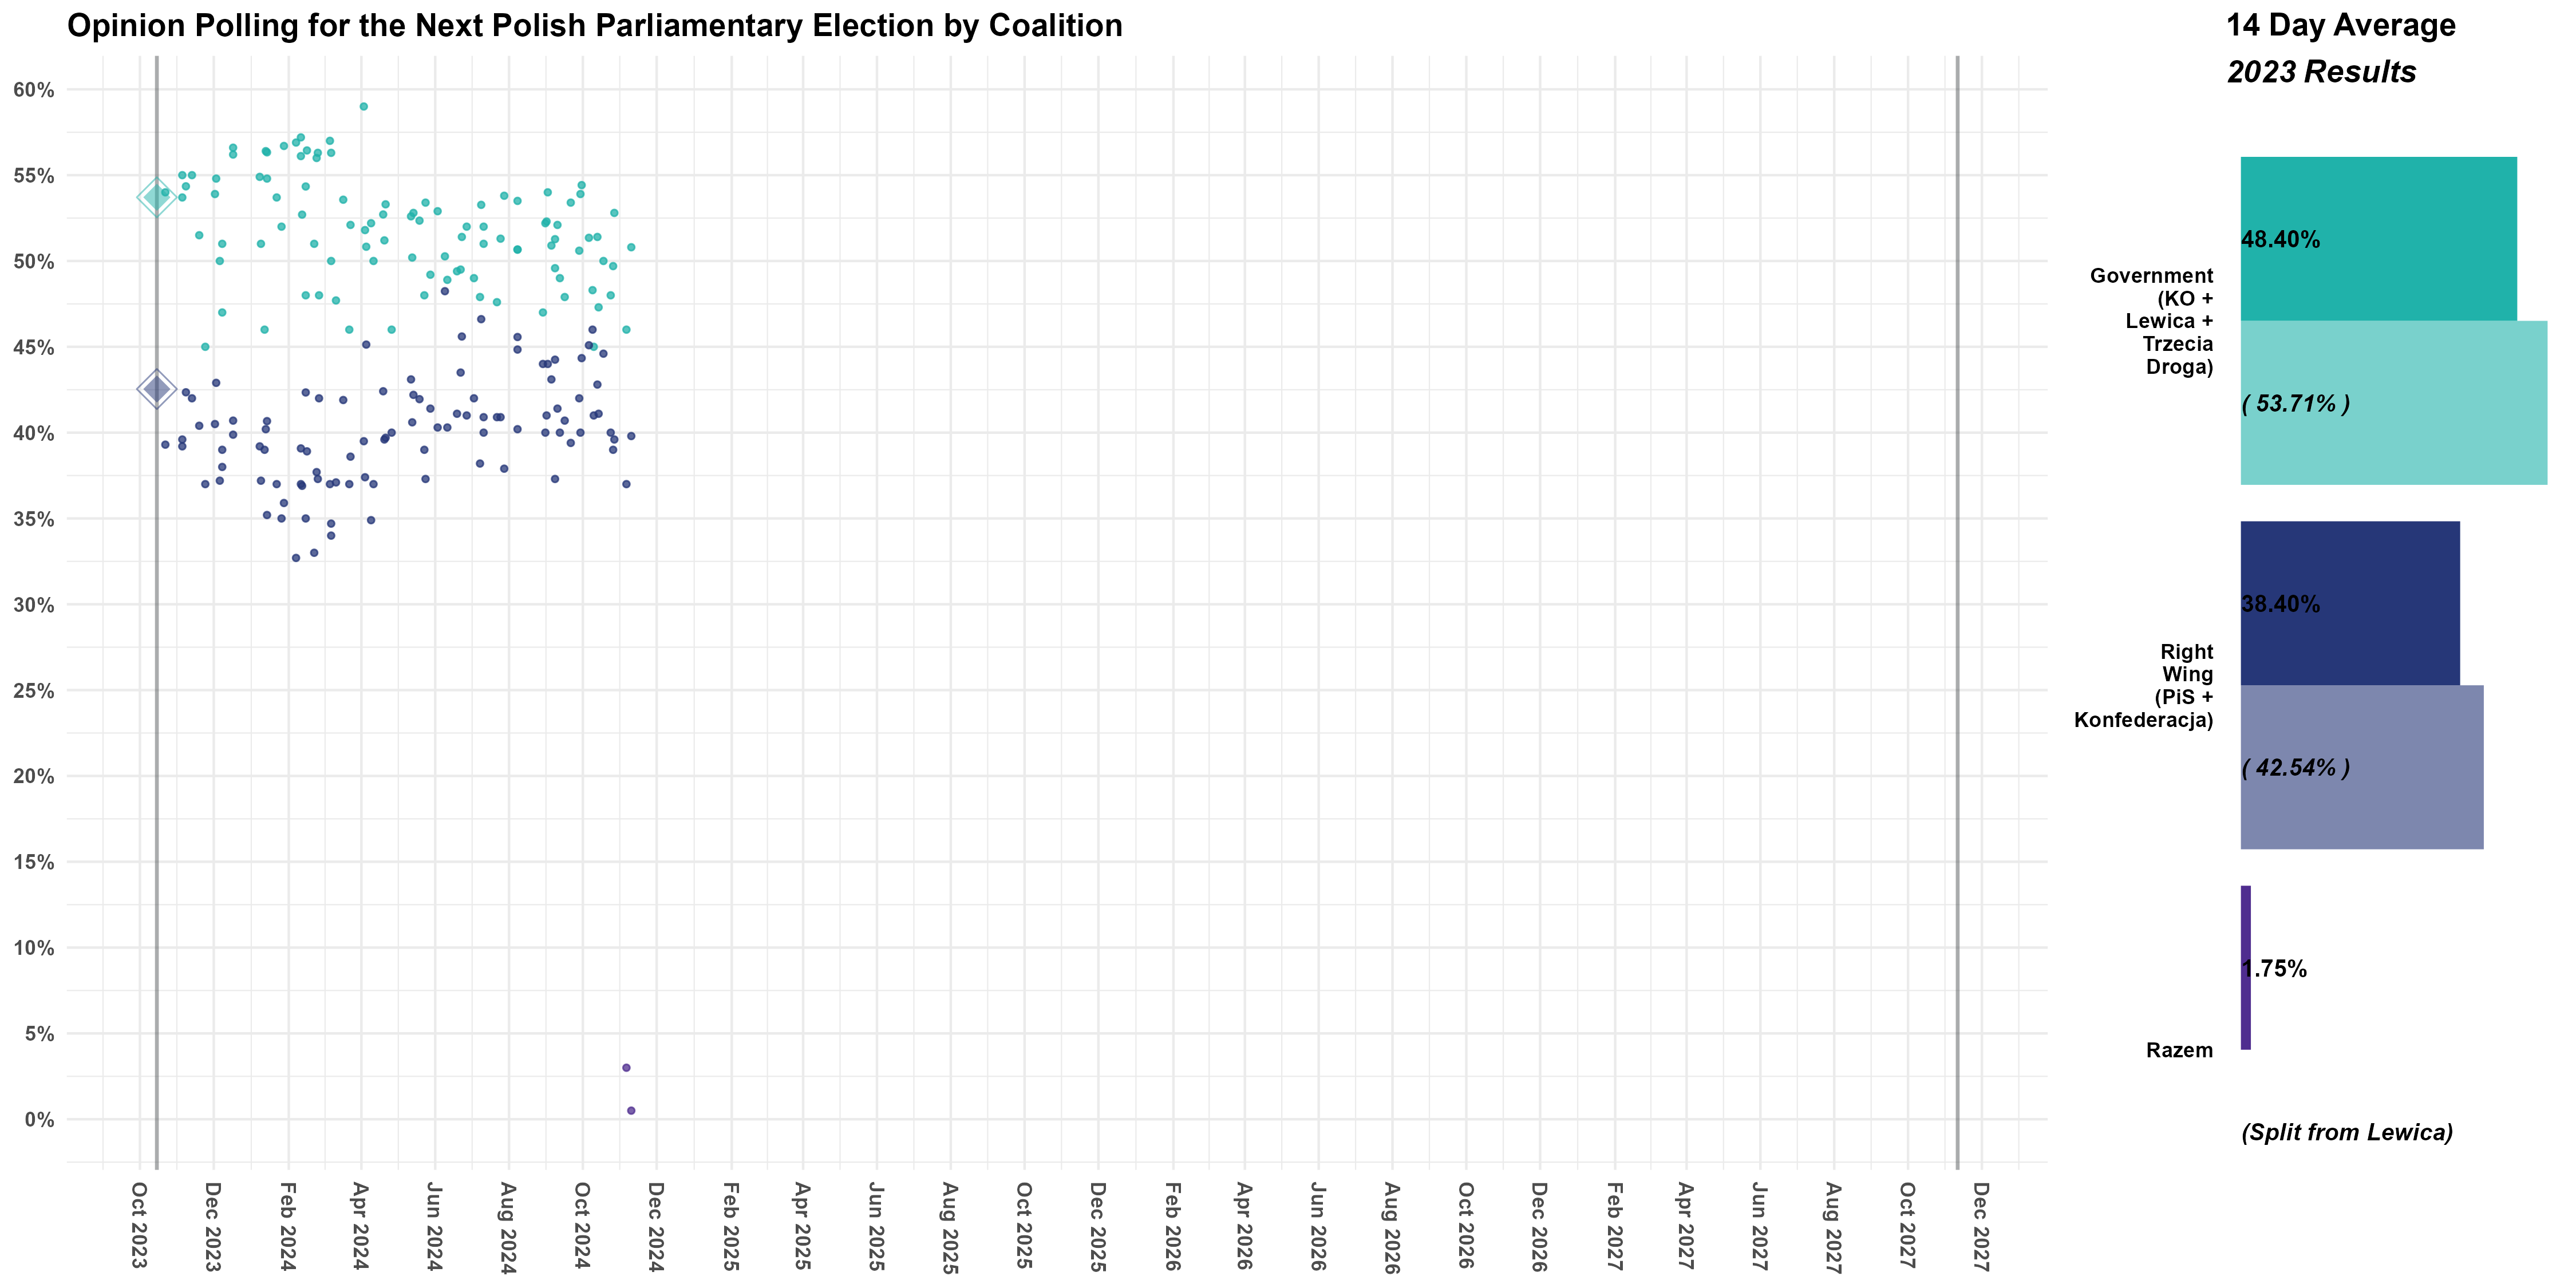 Opinion Polling for the Next Polish Parliamentary Election by Coalition
60%
55%
50%
45%
40%
35%
30%
25%
20%
15%
10%
5%
0%
Oct 2023
Dec 2023
Feb 2024
Apr 2024
Jun 2024
Aug 2024
Oct 2024
Dec 2024
Feb 2025
Apr 2025
Jun 2025
Aug 2025
Oct 2025
Dec 2025
Feb 2026
Apr 2026
Jun 2026
Aug 2026
Oct 2026
Dec 2026
Feb 2027
Apr 2027
Jun 2027
Aug 2027
Oct 2027
Dec 2027
14 Day Average
2023 Results
Government
(KO +
Lewica +
Trzecia
Droga)
48.40%
( 53.71% )
Right
Wing
(PiS +
Konfederacja)
38.40%
( 42.54% )
Razem
1.75%
(Split from Lewica)